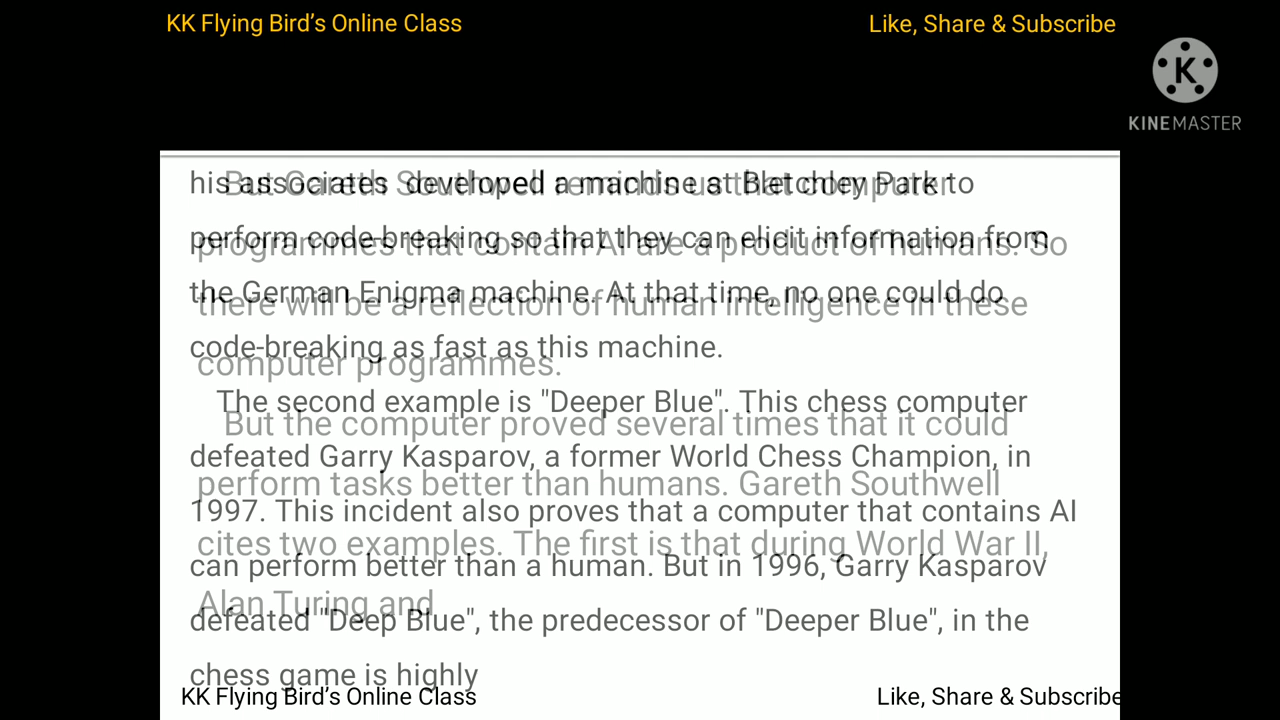 KK Flying Bird's Online Class
Like, Share & Subscribe
KINEMASTER
But Gareth Southwell reminds us that computer
programmes that contain AI are a product of humans. So
there will be a reflection of human intelligence in these
computer programmes.
But the computer proved several times that it could
perform tasks better than humans. Gareth Southwell
cites two examples. The first is that during World War II,
Alan Turing and
his associates developed a machine at Bletchley Park to
perform code-breaking so that they can elicit information from
the German Enigma machine. At that time, no one could do
code-breaking as fast as this machine.
The second example is "Deeper Blue". This chess computer
defeated Garry Kasparov, a former World Chess Champion, in
1997. This incident also proves that a computer that contains AI
can perform better than a human. But in 1996, Garry Kasparov
defeated "Deep Blue", the predecessor of "Deeper Blue", in the
chess game is highly
KK Flying Bird's Online Class
Like, Share & Subscribe